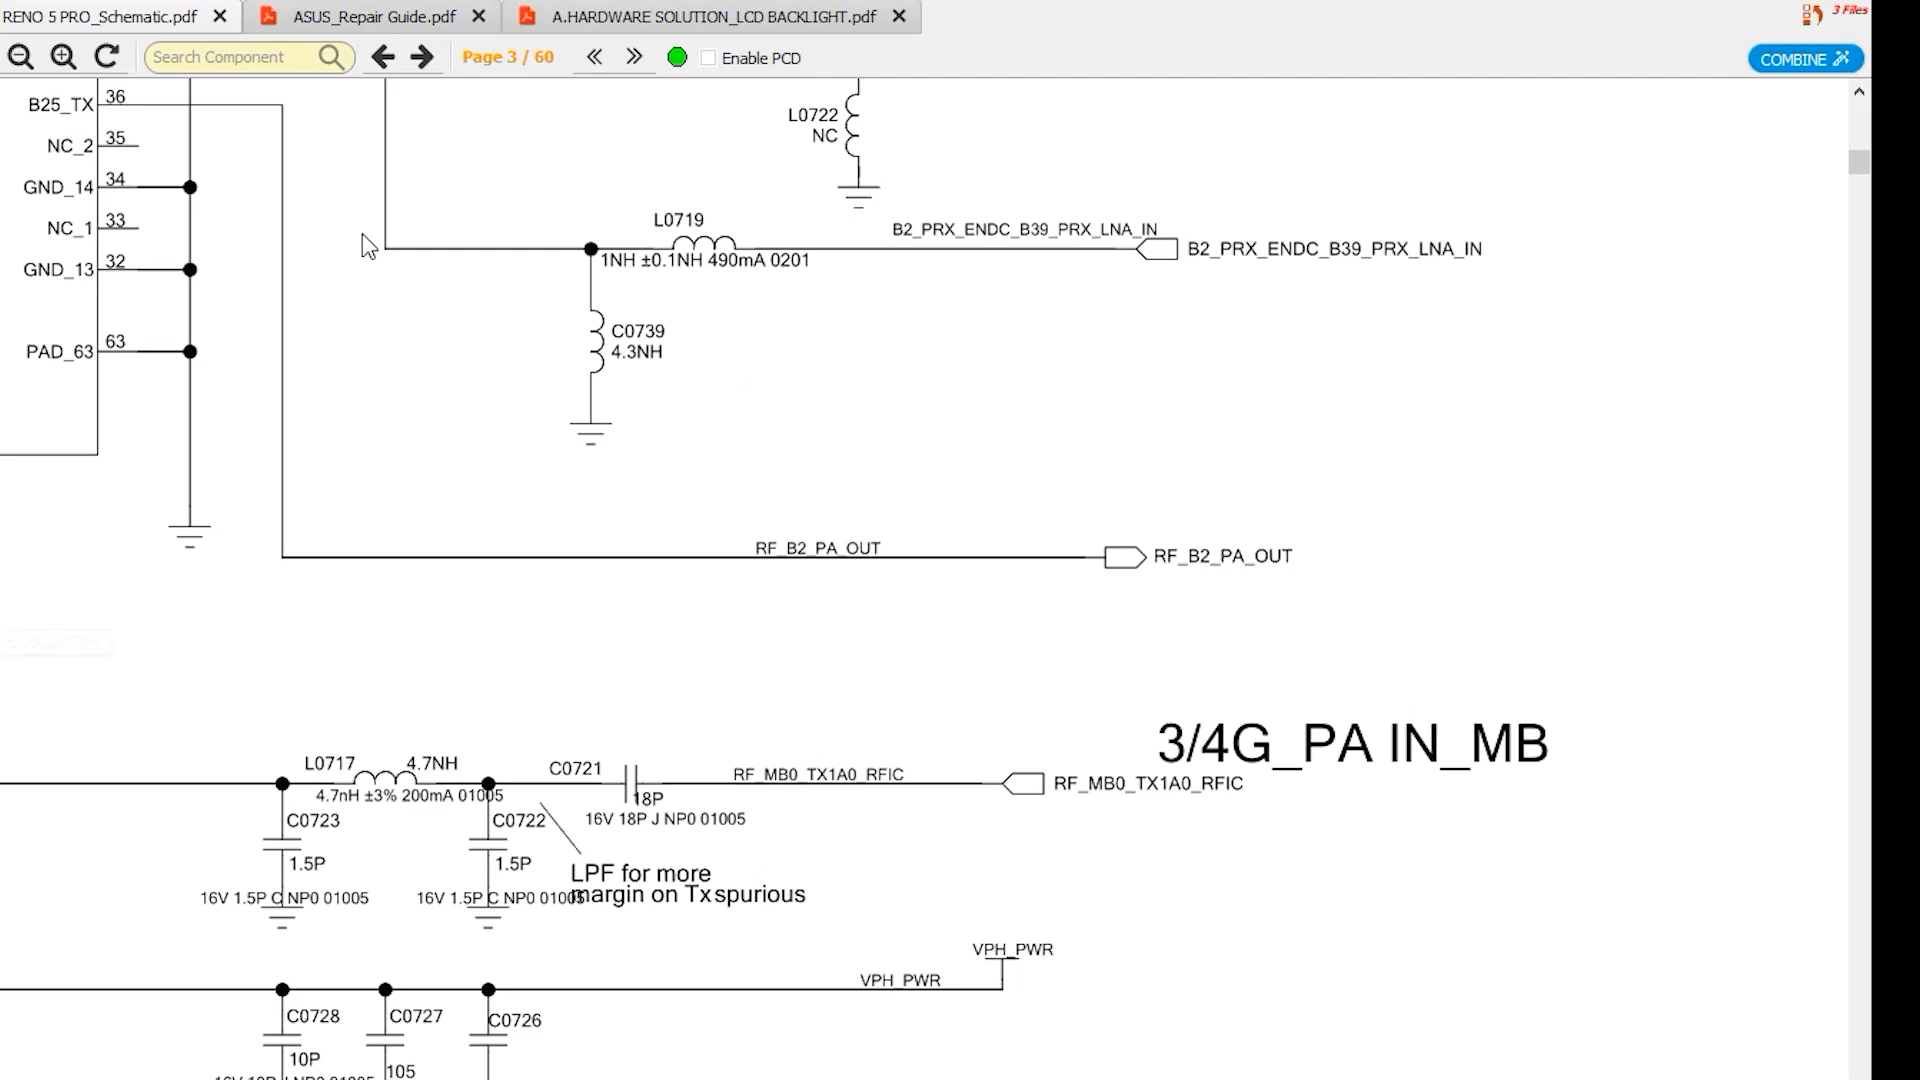 RENO 5 PRO_Schematic.pdf
ASUS_Repair Guide.pdf
A.HARDWARE SOLUTION_LCD BACKLIGHT.pdf
3 Files
Search Component
Page 3 / 60
Enable PCD
COMBINE
B25_TX 36
NC_2 35
GND_14 34
NC_1 33
GND_13 32
PAD_63 63
L0722
NC
L0719
1NH ±0.1NH 490mA 0201
B2_PRX_ENDC_B39_PRX_LNA_IN
B2_PRX_ENDC_B39_PRX_LNA_IN
C0739
4.3NH
RF_B2_PA_OUT
RF_B2_PA_OUT
3/4G_PA IN_MB
L0717 4.7NH
4.7nH ±3% 200mA 01005
C0721
18P
16V 18P J NP0 01005
RF_MB0_TX1A0_RFIC
RF_MB0_TX1A0_RFIC
C0723
1.5P
16V 1.5P C NP0 01005
C0722
1.5P
16V 1.5P C NP0 01005
LPF for more
margin on Tx spurious
VPH_PWR
VPH_PWR
C0728
10P
C0727
105
C0726